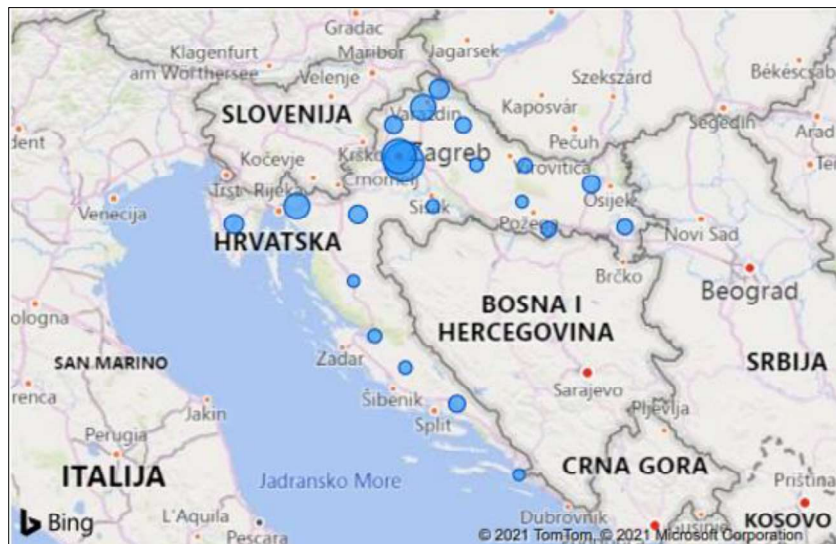 Gradac
Klagenfurt
am Wörthersee
Maribor
Jagarsek
Velenje
Szekszárd
Békéscsab
SLOVENIJA
Varaždin
Kaposvár
Segedin
Arad
dent
Kočevje
Krško
Zagreb
Pečuh
Virovitica
Trst
Rijeka
Črnomelj
Osijek
Venecija
Sisak
Požega
Novi Sad
HRVATSKA
Brčko
Beograd
ologna
BOSNA I
HERCEGOVINA
SAN MARINO
Zadar
SRBIJA
Sarajevo
renca
Jakin
Šibenik
Split
Pljevlja
Perugia
ITALIJA
Jadransko More
CRNA GORA
Priština
Bing
L'Aquila
Pescara
Dubrovnik
Gusinje
KOSOVO
© 2021 TomTom, © 2021 Microsoft Corporation